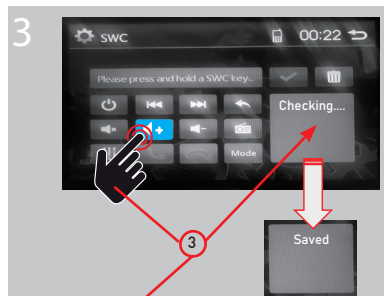 3
SWC 00:22
Please press and hold a SWC key..
Checking....
Mode
3
Saved